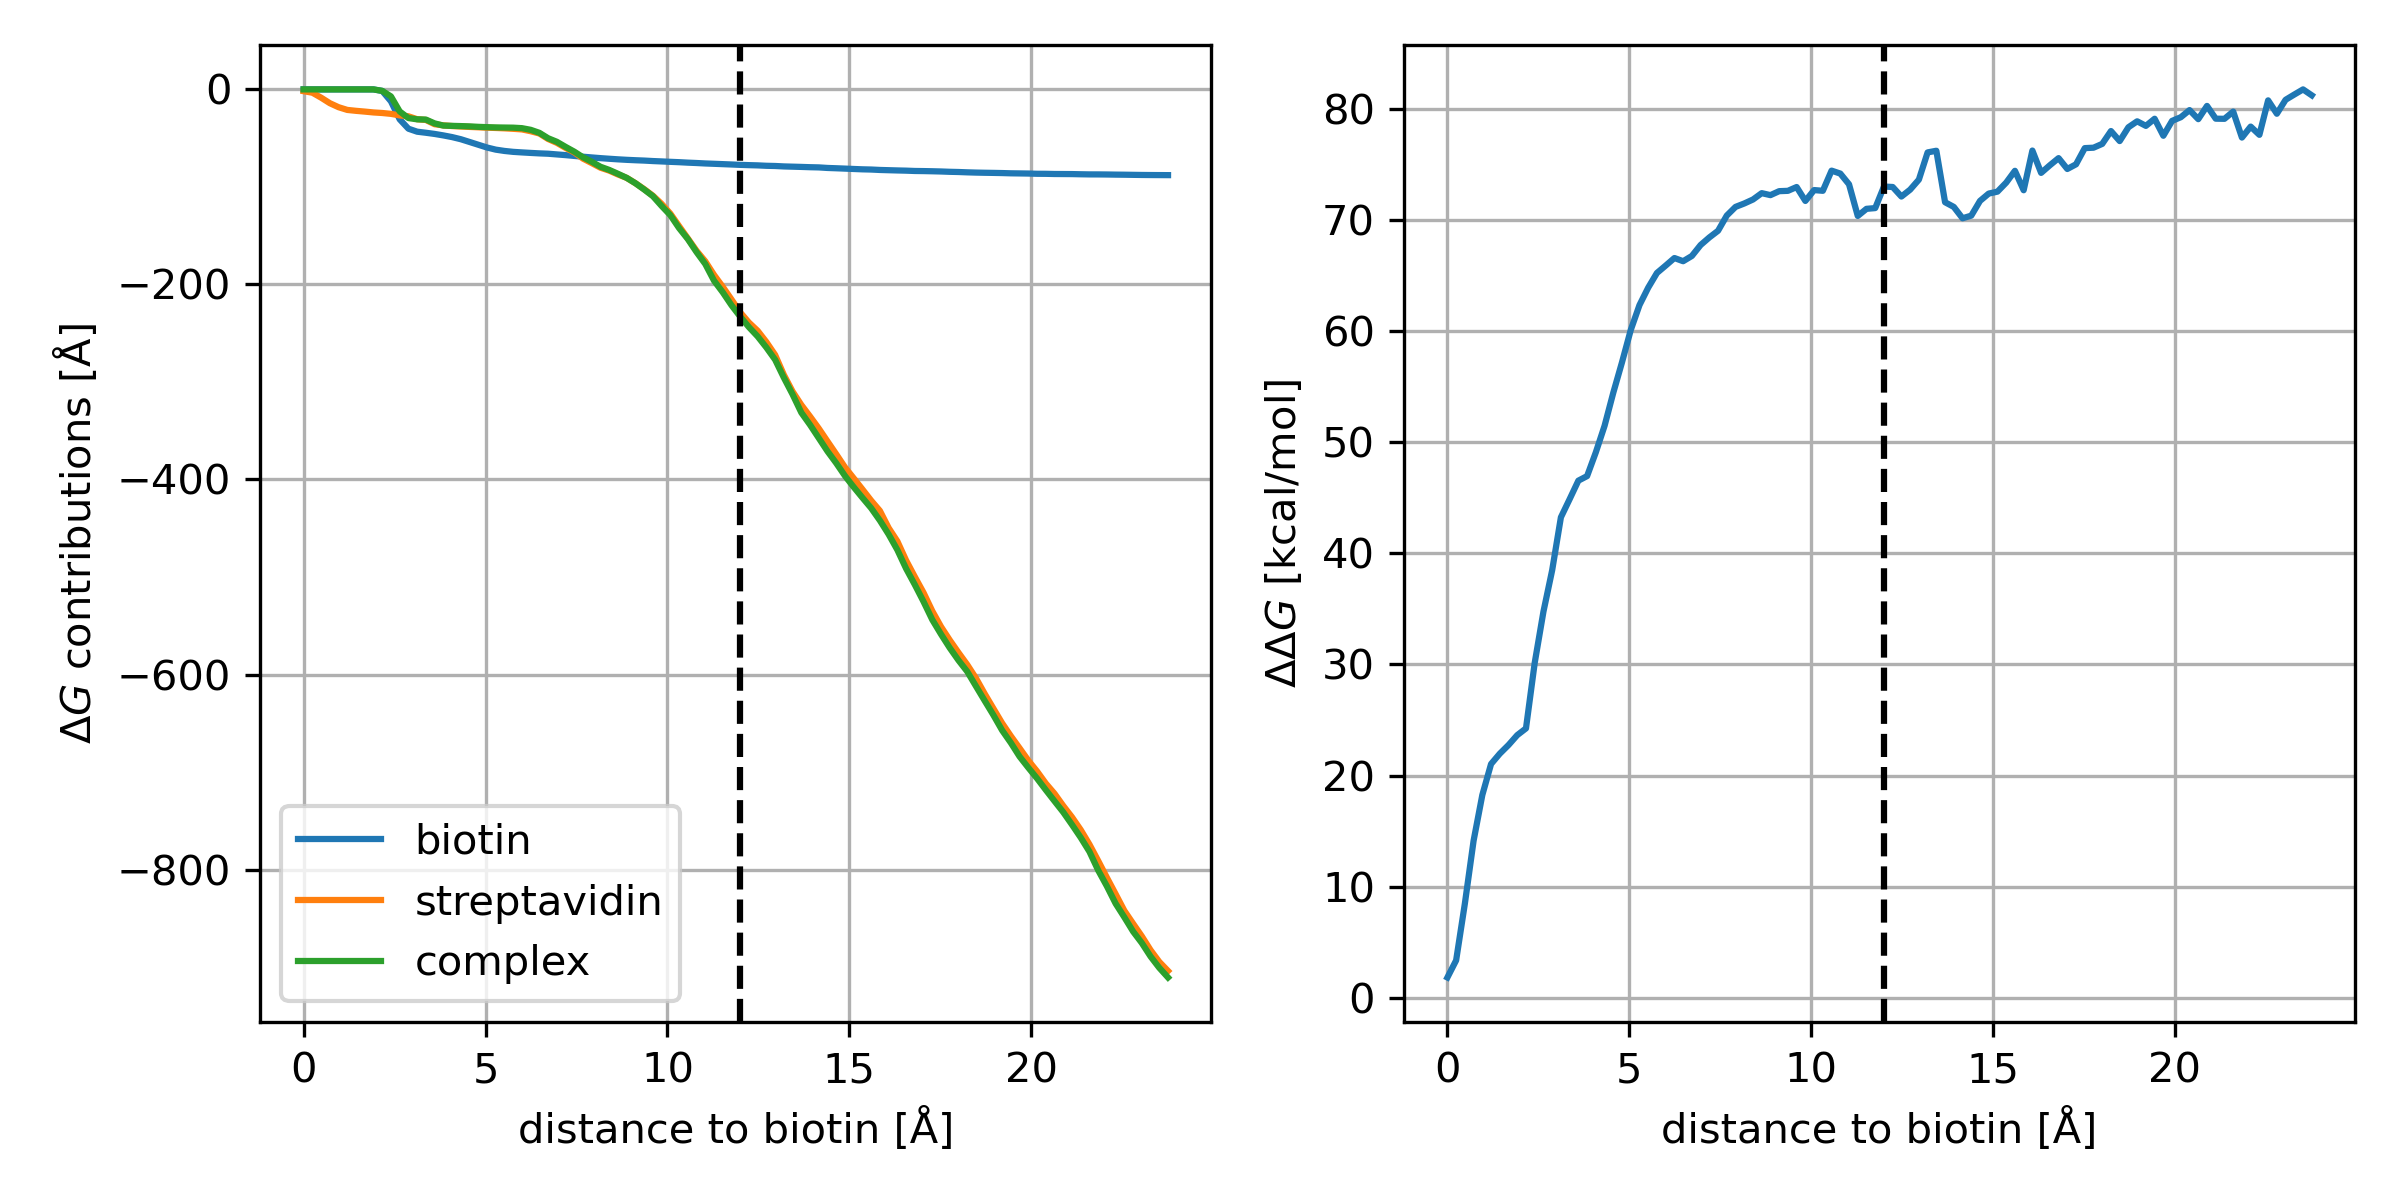 ΔG contributions [Å]
0
−200
−400
−600
−800
biotin
streptavidin
complex
0 5 10 15 20
distance to biotin [Å]
ΔΔG [kcal/mol]
80
70
60
50
40
30
20
10
0
0 5 10 15 20
distance to biotin [Å]